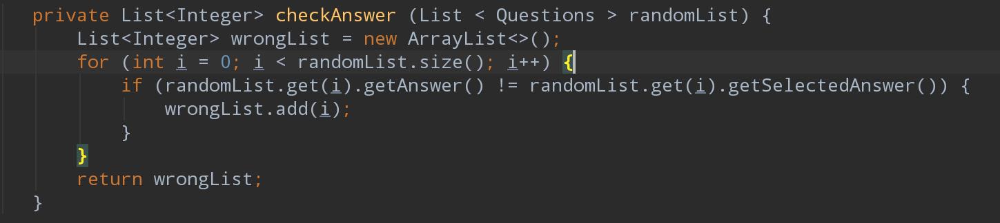 private List<Integer> checkAnswer (List < Questions > randomList) {
    List<Integer> wrongList = new ArrayList<>();
    for (int i = 0; i < randomList.size(); i++) {
        if (randomList.get(i).getAnswer() != randomList.get(i).getSelectedAnswer()) {
            wrongList.add(i);
        }
    }
    return wrongList;
}